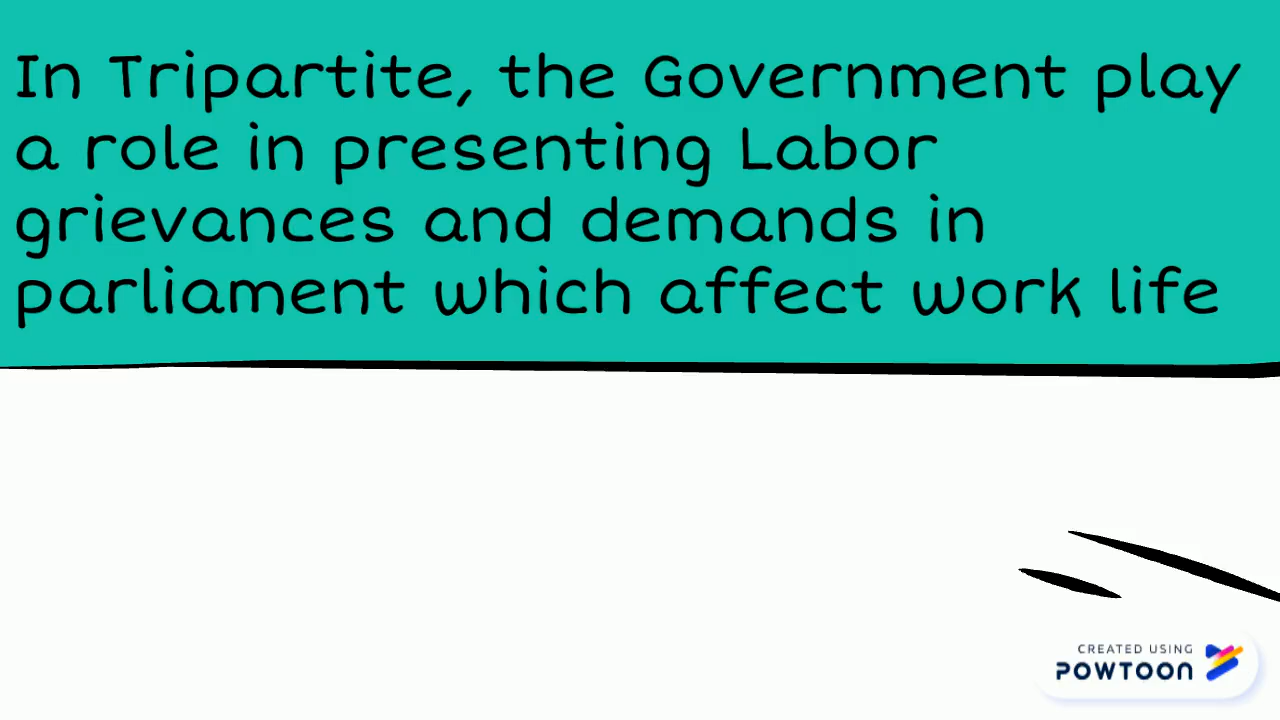 In Tripartite, the Government play
a role in presenting Labor
grievances and demands in
parliament which affect work life
CREATED USING
POWTOON